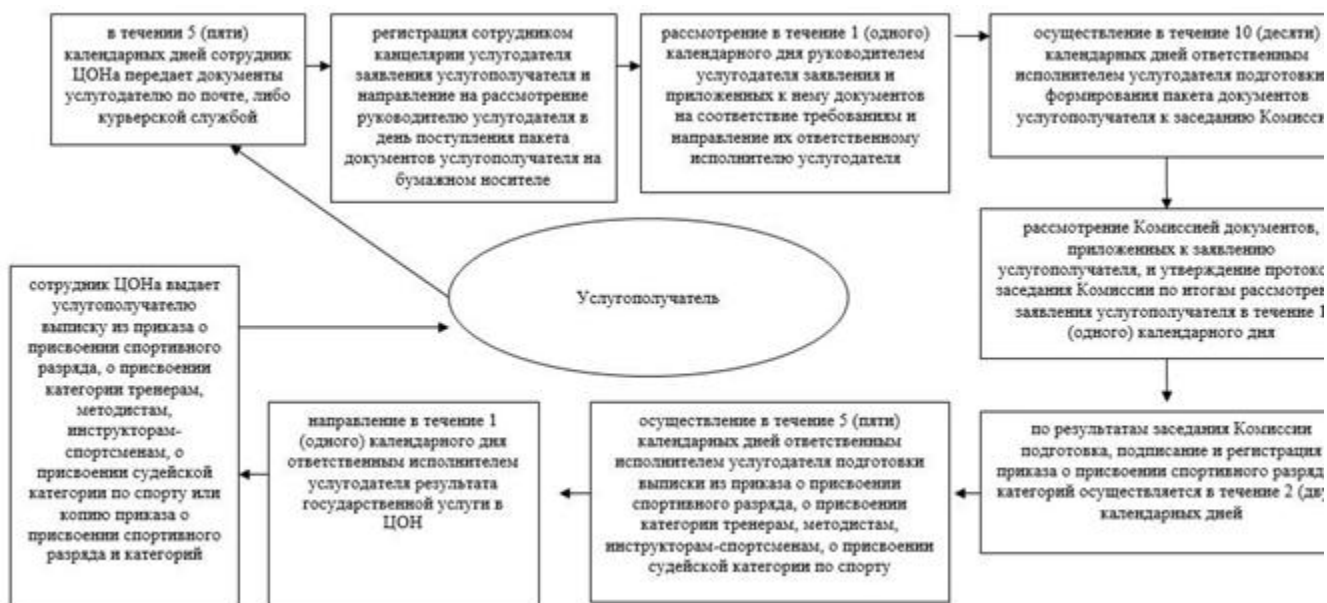 в течении 5 (пяти)
календарных дней сотрудник
ЦОНа передает документы
услугодателю по почте, либо
курьерской службой
регистрация сотрудником
канцелярии услугодателя
заявления услугополучателя и
направление на рассмотрение
руководителю услугодателя в
день поступления пакета
документов услугополучателя на
бумажном носителе
рассмотрение в течение 1 (одного)
календарного дня руководителем
услугодателя заявления и
приложенных к нему документов
на соответствие требованиям и
направление их ответственному
исполнителю услугодателя
осуществление в течение 10 (десяти)
календарных дней ответственным
исполнителем услугодателя подготовки
формирования пакета документов
услугополучателя к заседанию Комисси
рассмотрение Комиссией документов,
приложенных к заявлению
услугополучателя, и утверждение проток
заседания Комиссии по итогам рассмотрен
заявления услугополучателя в течение 1
(одного) календарного дня
Услугополучатель
по результатам заседания Комиссии
подготовка, подписание и регистрация
приказа о присвоении спортивного разряд
категорий осуществляется в течение 2 (дву
календарных дней
осуществление в течение 5 (пяти)
календарных дней ответственным
исполнителем услугодателя подготовки
выписки из приказа о присвоении
спортивного разряда, о присвоении
категории тренерам, методистам,
инструкторам-спортсменам, о присвоении
судейской категории по спорту
направление в течение 1
(одного) календарного дня
ответственным исполнителем
услугодателя результата
государственной услуги в
ЦОН
сотрудник ЦОНа выдает
услугополучателю
выписку из приказа о
присвоении спортивного
разряда, о присвоении
категории тренерам,
методистам,
инструкторам-
спортсменам, о
присвоении судейской
категории по спорту или
копию приказа о
присвоении спортивного
разряда и категорий